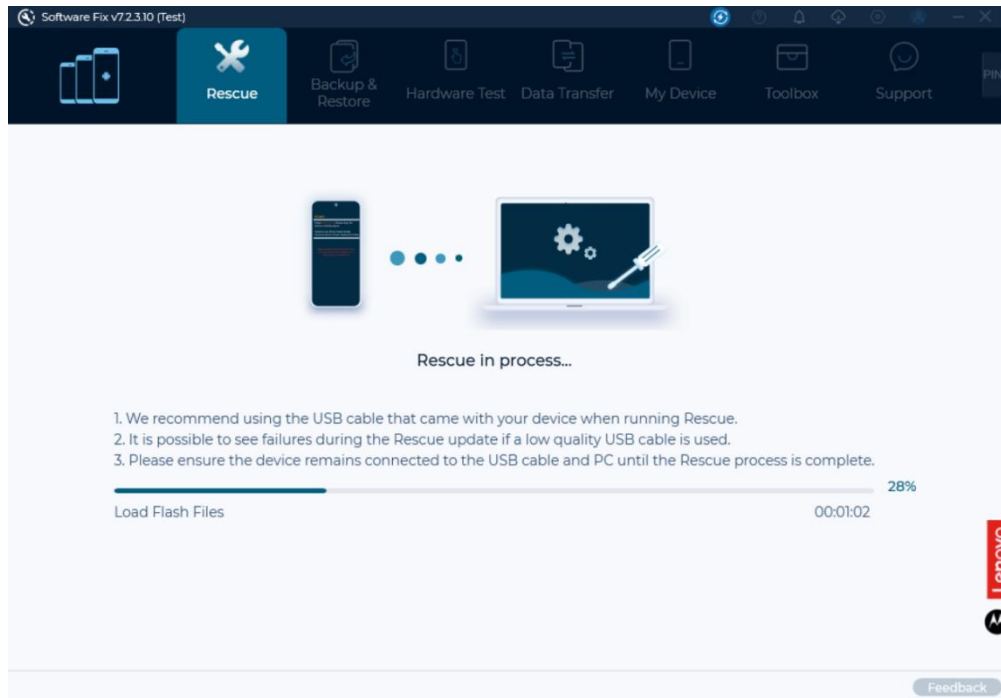 Software Fix v7.2.3.10 (Test)
Rescue
Backup &
Restore
Hardware Test
Data Transfer
My Device
Toolbox
Support
PIN
Rescue in process...
1. We recommend using the USB cable that came with your device when running Rescue.
2. It is possible to see failures during the Rescue update if a low quality USB cable is used.
3. Please ensure the device remains connected to the USB cable and PC until the Rescue process is complete.
28%
Load Flash Files
00:01:02
Lenovo
Feedback